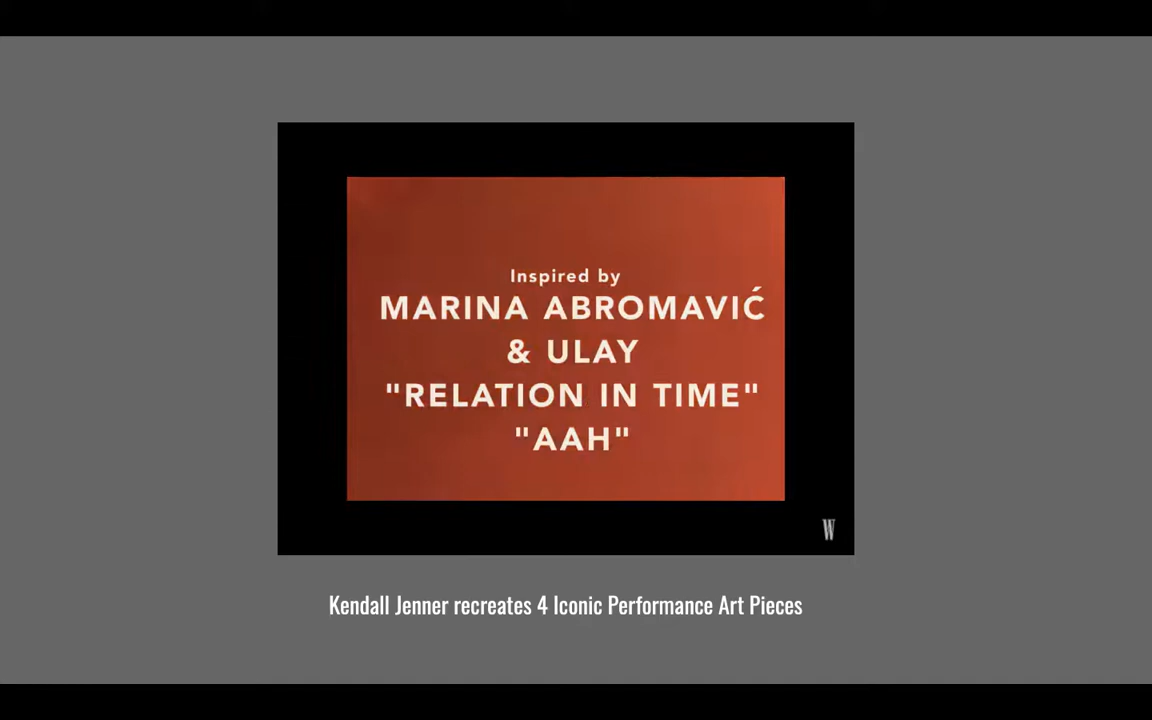 Inspired by
MARINA ABROMAVIĆ
& ULAY
"RELATION IN TIME"
"AAH"
W
Kendall Jenner recreates 4 Iconic Performance Art Pieces